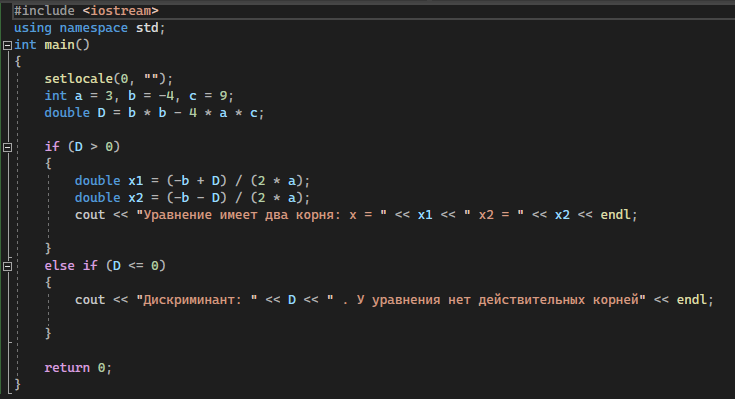 #include <iostream>
using namespace std;
int main()
{
setlocale(0, "");
int a = 3, b = -4, c = 9;
double D = b * b - 4 * a * c;
if (D > 0)
{
double x1 = (-b + D) / (2 * a);
double x2 = (-b - D) / (2 * a);
cout << "Уравнение имеет два корня: x = " << x1 << " x2 = " << x2 << endl;
}
else if (D <= 0)
{
cout << "Дискриминант: " << D << " . У уравнения нет действительных корней" << endl;
}
return 0;
}